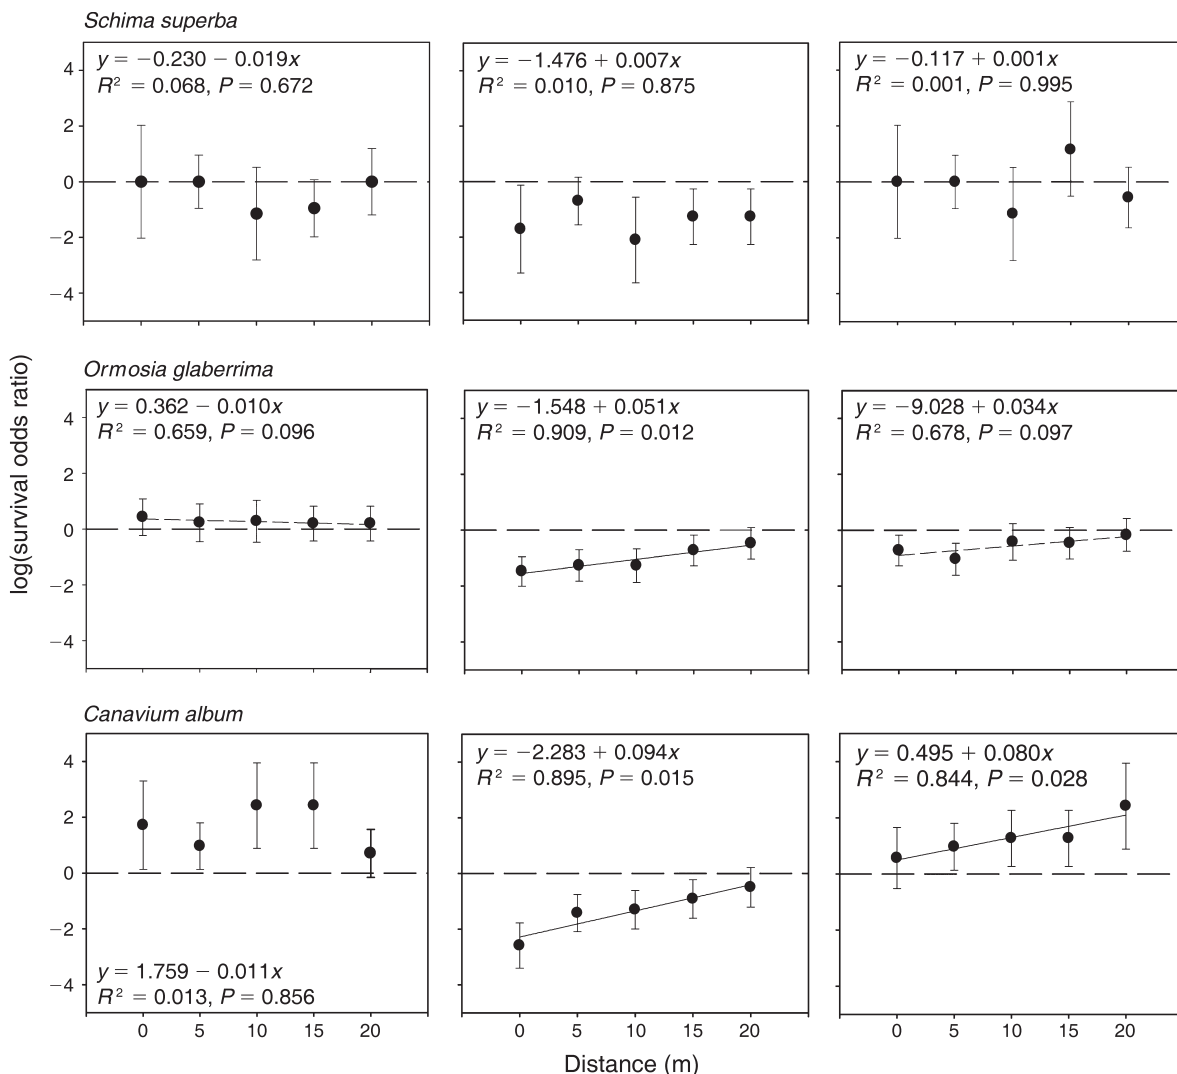 Schima superba
y = −0.230 − 0.019x
R² = 0.068, P = 0.672
y = −1.476 + 0.007x
R² = 0.010, P = 0.875
y = −0.117 + 0.001x
R² = 0.001, P = 0.995
4
2
0
−2
−4
Ormosia glaberrima
y = 0.362 − 0.010x
R² = 0.659, P = 0.096
y = −1.548 + 0.051x
R² = 0.909, P = 0.012
y = −9.028 + 0.034x
R² = 0.678, P = 0.097
4
2
0
−2
−4
log(survival odds ratio)
Canavium album
y = −2.283 + 0.094x
R² = 0.895, P = 0.015
y = 0.495 + 0.080x
R² = 0.844, P = 0.028
4
2
0
−2
−4
y = 1.759 − 0.011x
R² = 0.013, P = 0.856
0 5 10 15 20
0 5 10 15 20
0 5 10 15 20
Distance (m)